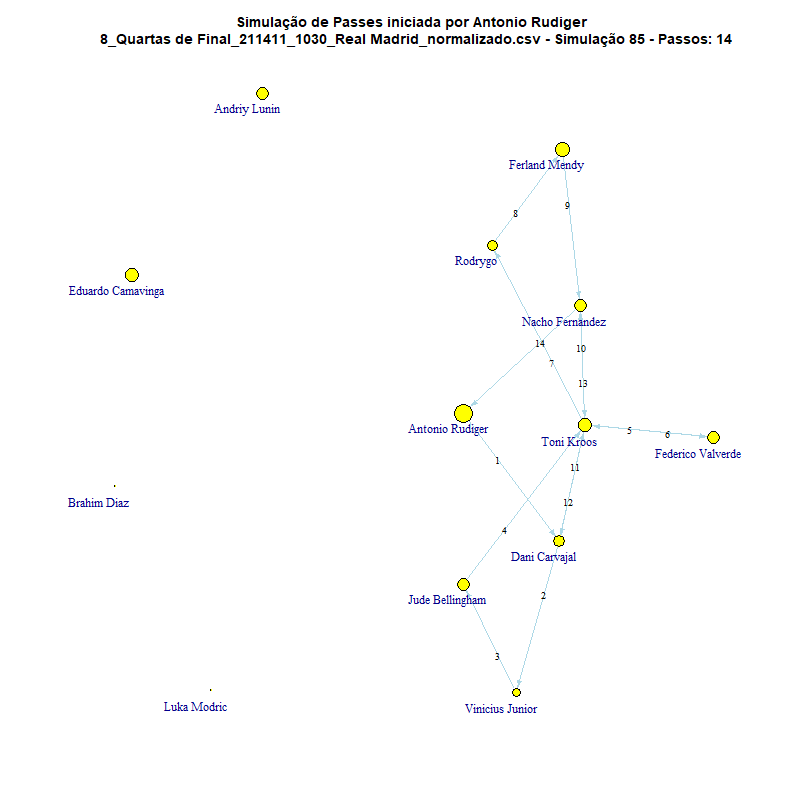 Simulação de Passes iniciada por Antonio Rudiger
8_Quartas de Final_211411_1030_Real Madrid_normalizado.csv - Simulação 85 - Passos: 14
Andriy Lunin
Ferland Mendy
9
8
Rodrygo
Eduardo Camavinga
Nacho Fernández
14
10
7
13
Antonio Rudiger
5
6
Toni Kroos
Federico Valverde
1
11
Brahim Diaz
12
4
Dani Carvajal
2
Jude Bellingham
3
Luka Modric
Vinicius Junior